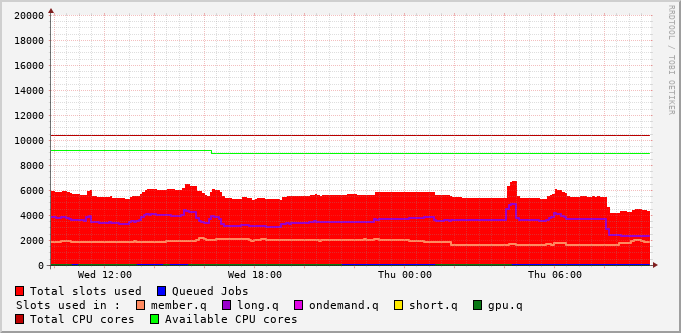 RRDTOOL / TOBI OETIKER
20000
18000
16000
14000
12000
10000
8000
6000
4000
2000
0
Wed 12:00 Wed 18:00 Thu 00:00 Thu 06:00
Total slots used Queued Jobs
Slots used in : member.q long.q ondemand.q short.q gpu.q
Total CPU cores Available CPU cores